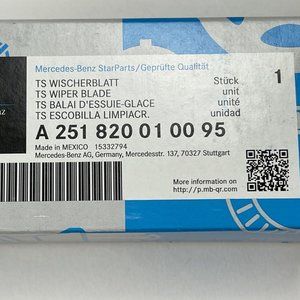 Mercedes-Benz StarParts/Geprüfte Qualität
TS WISCHERBLATT Stück 1
TS WIPER BLADE unit
TS BALAI D'ESSUIE-GLACE unité
TS ESCOBILLA LIMPIACR. unidad
A 251 820 01 00 95
Made in MEXICO 15332794
Mercedes-Benz AG, Germany, Mercedesstr. 137, 70327 Stuttgart
More information on
http://p.mb-qr.com/